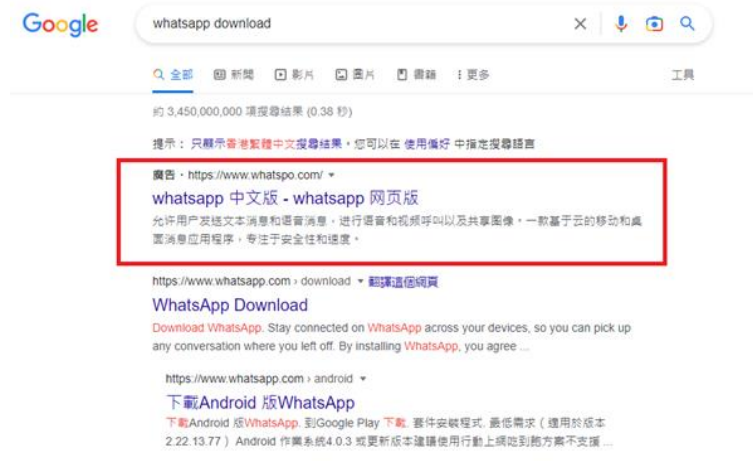 Google
whatsapp download
全部 新聞 影片 圖片 書籍 更多 工具
約 3,450,000,000 項搜尋結果 (0.38 秒)
提示： 只顯示香港繁體中文搜尋結果。您可以在 使用偏好 中指定搜尋語言
廣告 · https://www.whatspo.com/
whatsapp 中文版 - whatsapp 网页版
允许用户发送文本消息和语音消息，进行语音和视频呼叫以及共享图像。一款基于云的移动和桌
面消息应用程序，专注于安全性和速度。
https://www.whatsapp.com › download 翻譯這個網頁
WhatsApp Download
Download WhatsApp. Stay connected on WhatsApp across your devices, so you can pick up
any conversation where you left off. By installing WhatsApp, you agree ...
https://www.whatsapp.com › android
下載Android 版WhatsApp
下載Android 版WhatsApp. 到Google Play 下載. 套件安裝程式. 最低需求 ( 適用於版本
2.22.13.77 ) Android 作業系統4.0.3 或更新版本建議使用行動上網吃到飽方案不支援 ...